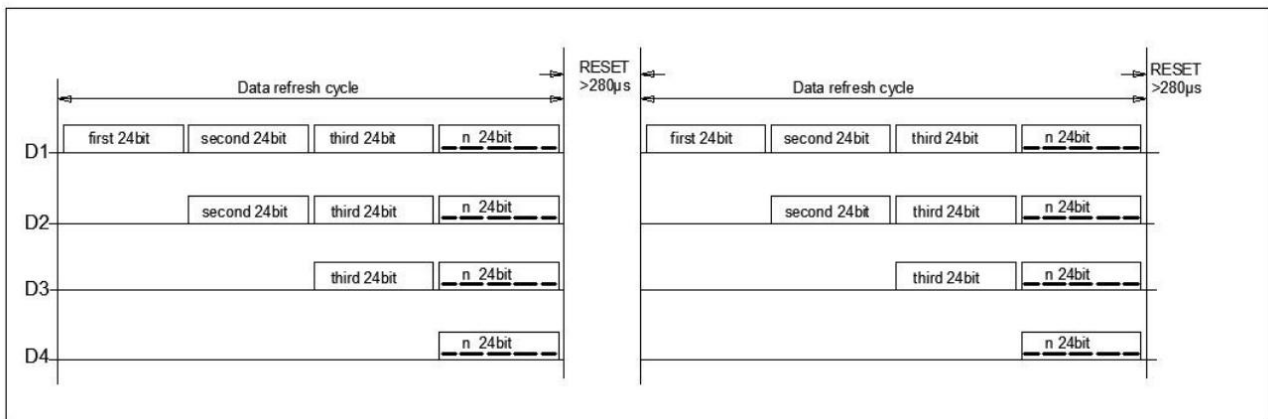 RESET
>280µs
RESET
>280µs
Data refresh cycle
Data refresh cycle
D1
first 24bit second 24bit third 24bit n 24bit
first 24bit second 24bit third 24bit n 24bit
D2
second 24bit third 24bit n 24bit
second 24bit third 24bit n 24bit
D3
third 24bit n 24bit
third 24bit n 24bit
D4
n 24bit
n 24bit